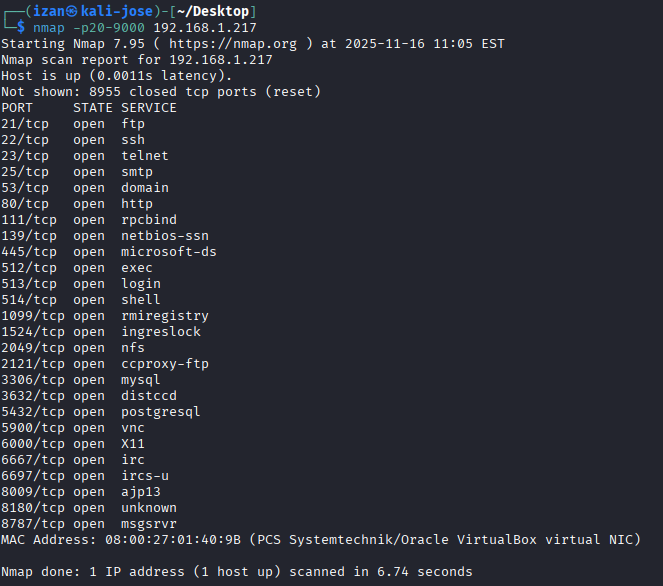 ┌──(izan㉿kali-jose)-[~/Desktop]
└─$ nmap -p20-9000 192.168.1.217
Starting Nmap 7.95 ( https://nmap.org ) at 2025-11-16 11:05 EST
Nmap scan report for 192.168.1.217
Host is up (0.0011s latency).
Not shown: 8955 closed tcp ports (reset)
PORT     STATE SERVICE
21/tcp   open  ftp
22/tcp   open  ssh
23/tcp   open  telnet
25/tcp   open  smtp
53/tcp   open  domain
80/tcp   open  http
111/tcp  open  rpcbind
139/tcp  open  netbios-ssn
445/tcp  open  microsoft-ds
512/tcp  open  exec
513/tcp  open  login
514/tcp  open  shell
1099/tcp open  rmiregistry
1524/tcp open  ingreslock
2049/tcp open  nfs
2121/tcp open  ccproxy-ftp
3306/tcp open  mysql
3632/tcp open  distccd
5432/tcp open  postgresql
5900/tcp open  vnc
6000/tcp open  X11
6667/tcp open  irc
6697/tcp open  ircs-u
8009/tcp open  ajp13
8180/tcp open  unknown
8787/tcp open  msgsrvr
MAC Address: 08:00:27:01:40:9B (PCS Systemtechnik/Oracle VirtualBox virtual NIC)
Nmap done: 1 IP address (1 host up) scanned in 6.74 seconds